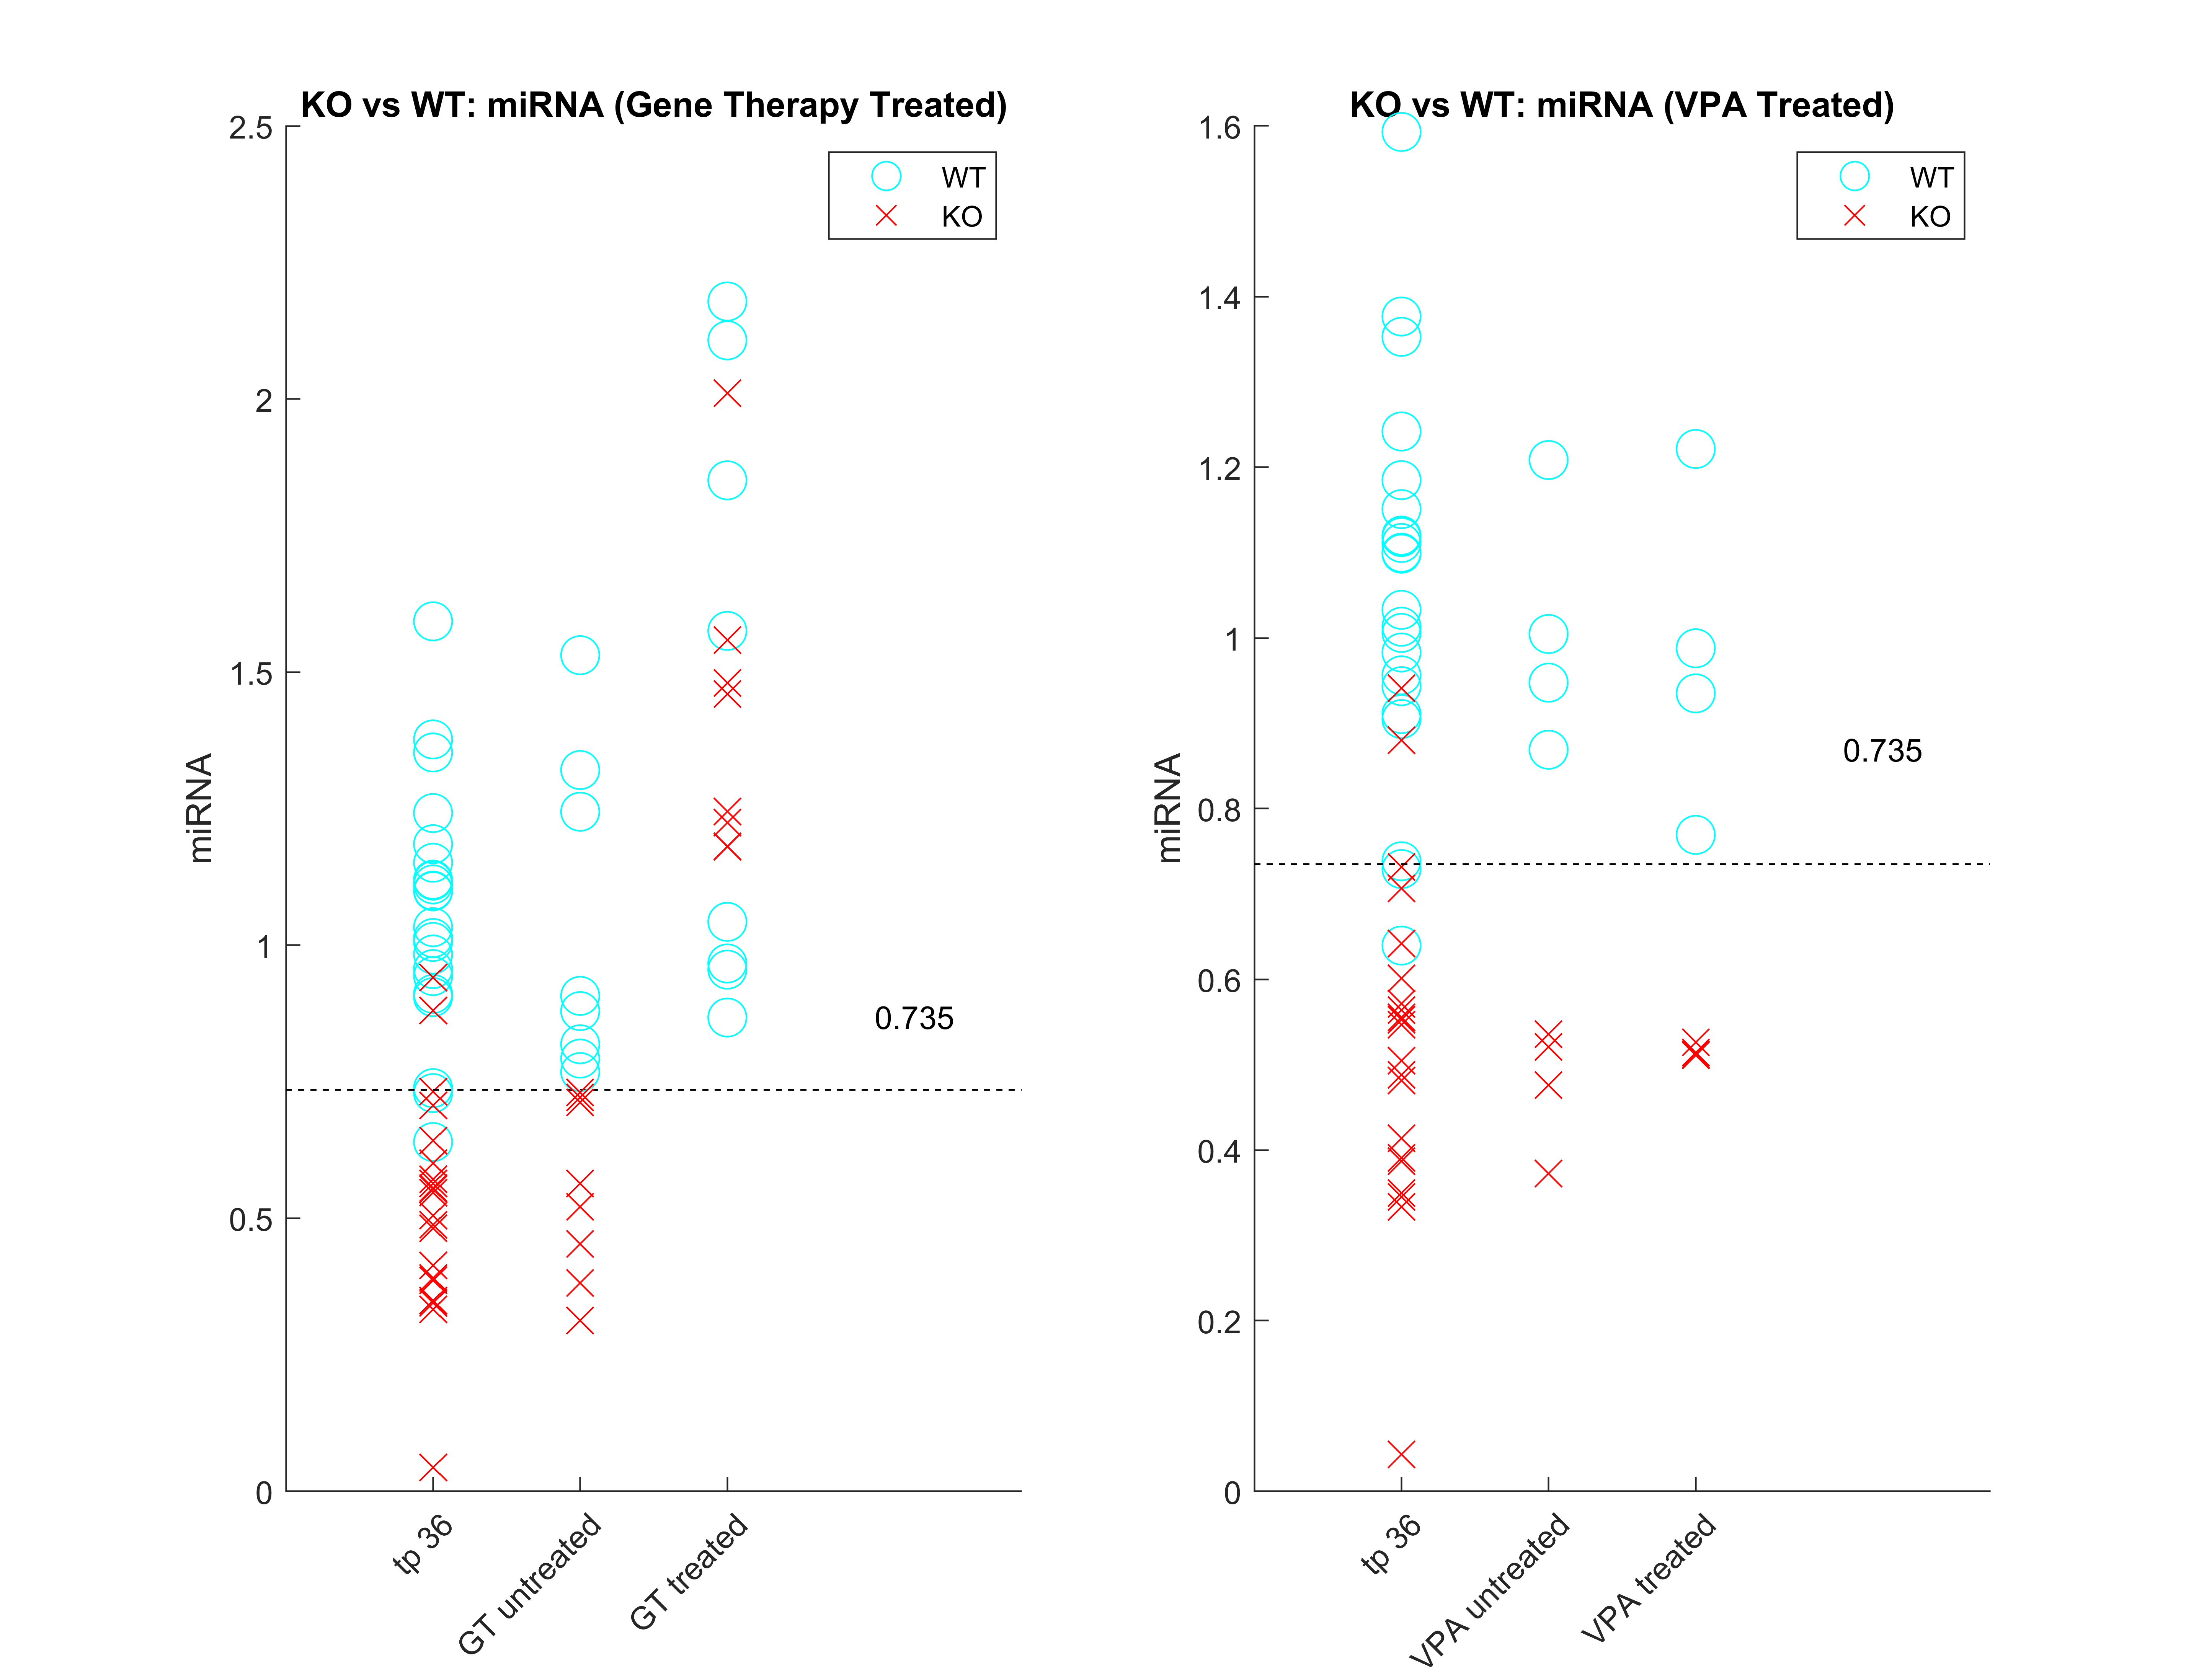 KO vs WT: miRNA (Gene Therapy Treated)
2.5
2
1.5
1
0.5
0
miRNA
WT
KO
0.735
tp 36
GT untreated
GT treated
KO vs WT: miRNA (VPA Treated)
1.6
1.4
1.2
1
0.8
0.6
0.4
0.2
0
miRNA
WT
KO
0.735
tp 36
VPA untreated
VPA treated